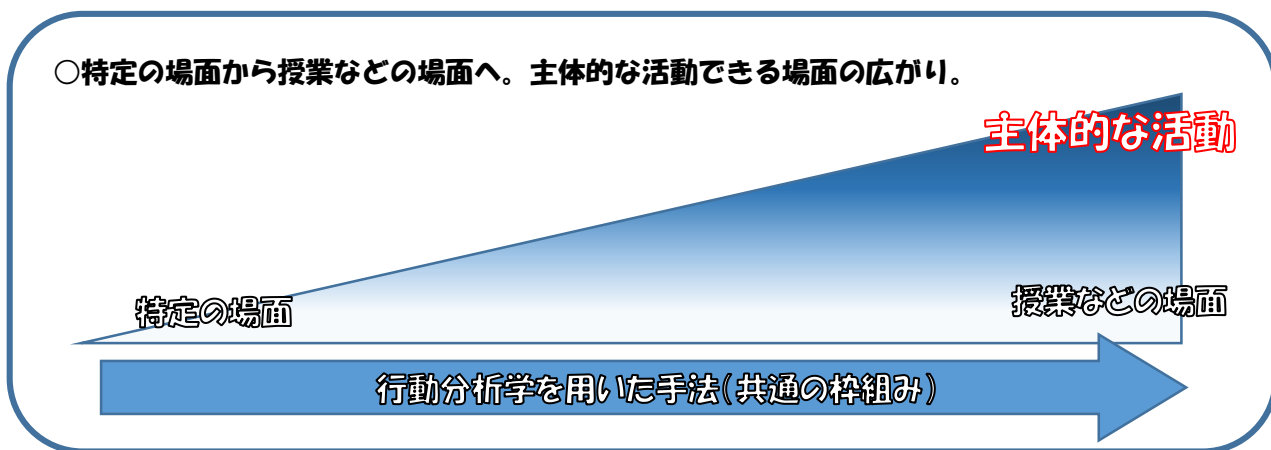 ○特定の場面から授業などの場面へ。主体的な活動できる場面の広がり。
主体的な活動
特定の場面
授業などの場面
行動分析学を用いた手法(共通の枠組み)